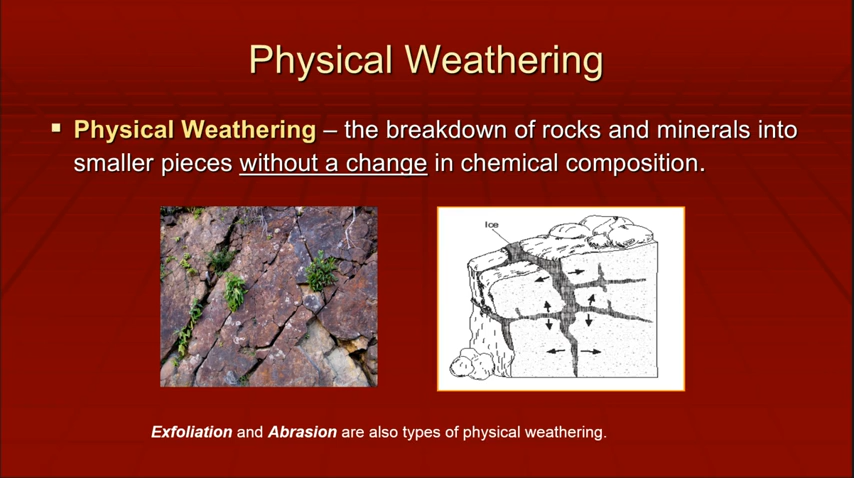 Physical Weathering
▪ Physical Weathering – the breakdown of rocks and minerals into
smaller pieces without a change in chemical composition.
Ice
Exfoliation and Abrasion are also types of physical weathering.